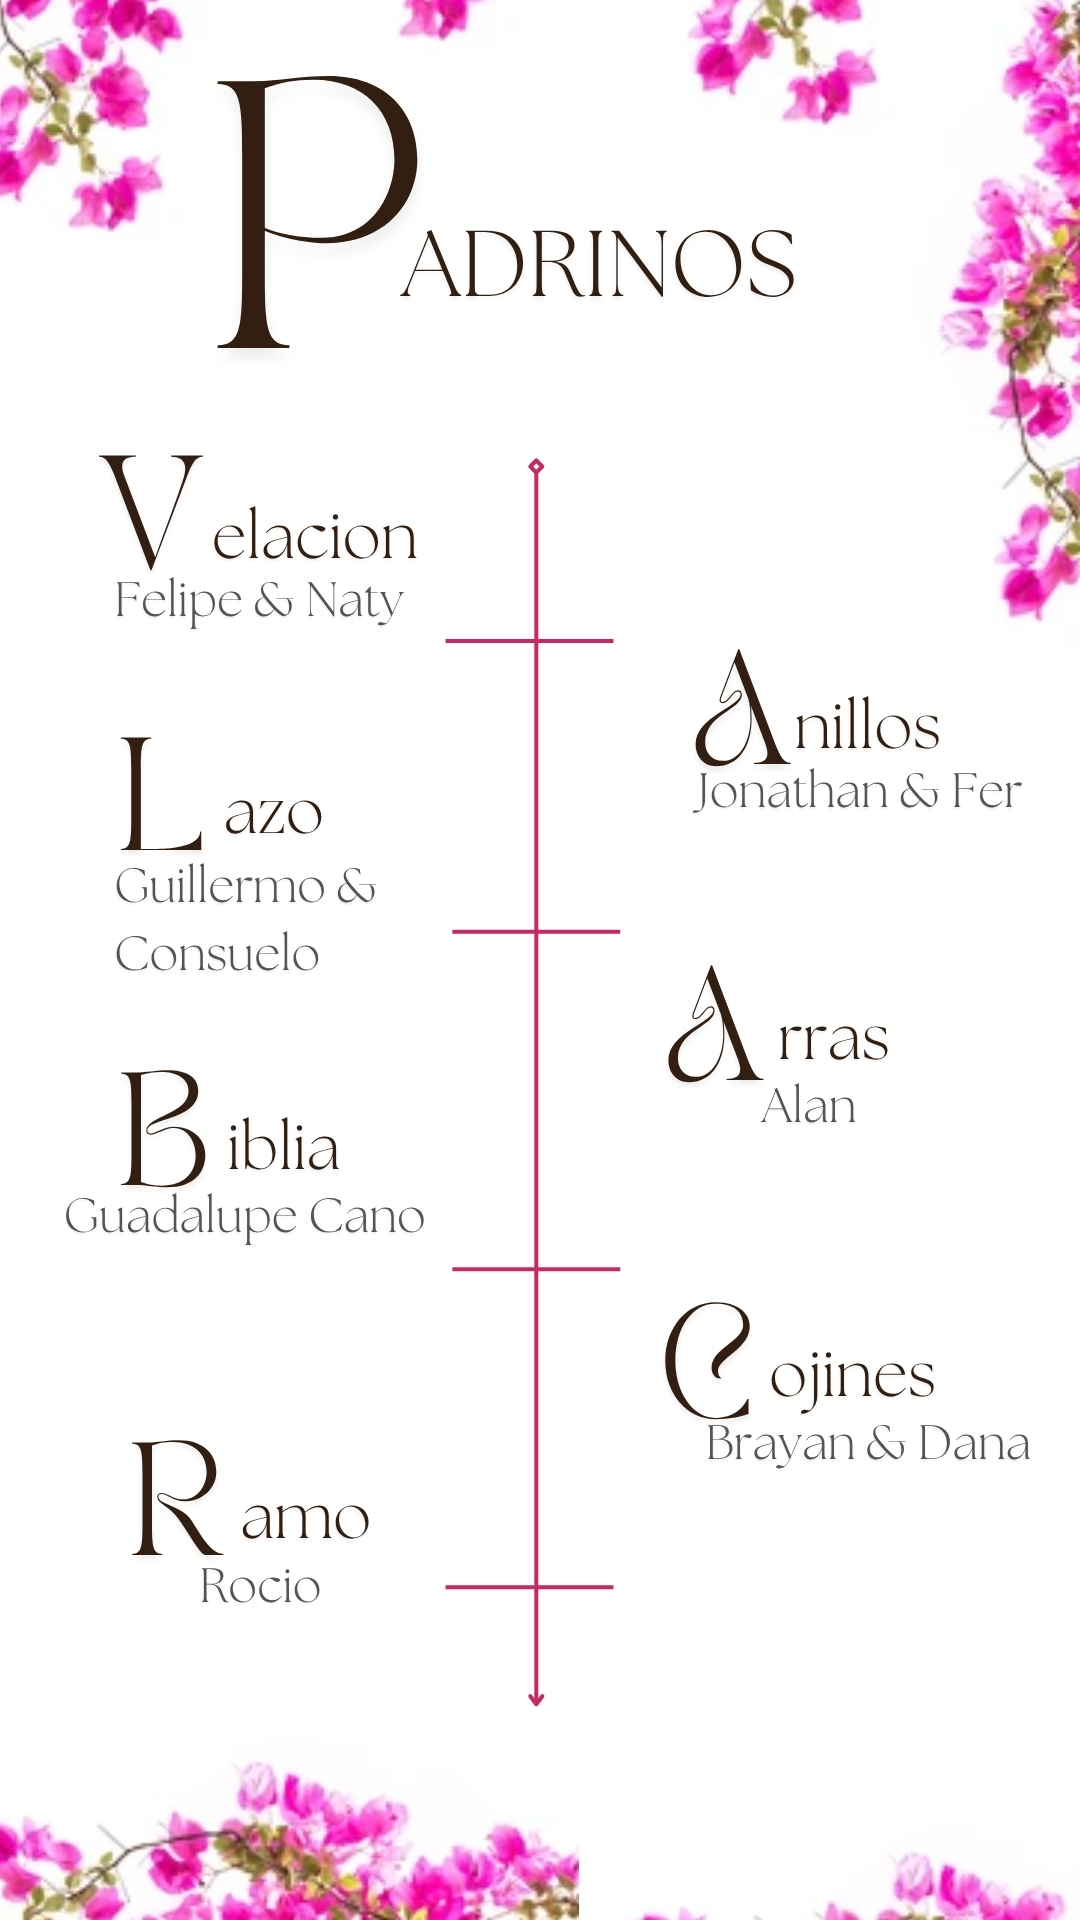 PADRINOS
Velacion
Felipe & Naty
Anillos
Jonathan & Fer
Lazo
Guillermo &
Consuelo
Arras
Alan
Biblia
Guadalupe Cano
Cojines
Brayan & Dana
Ramo
Rocio